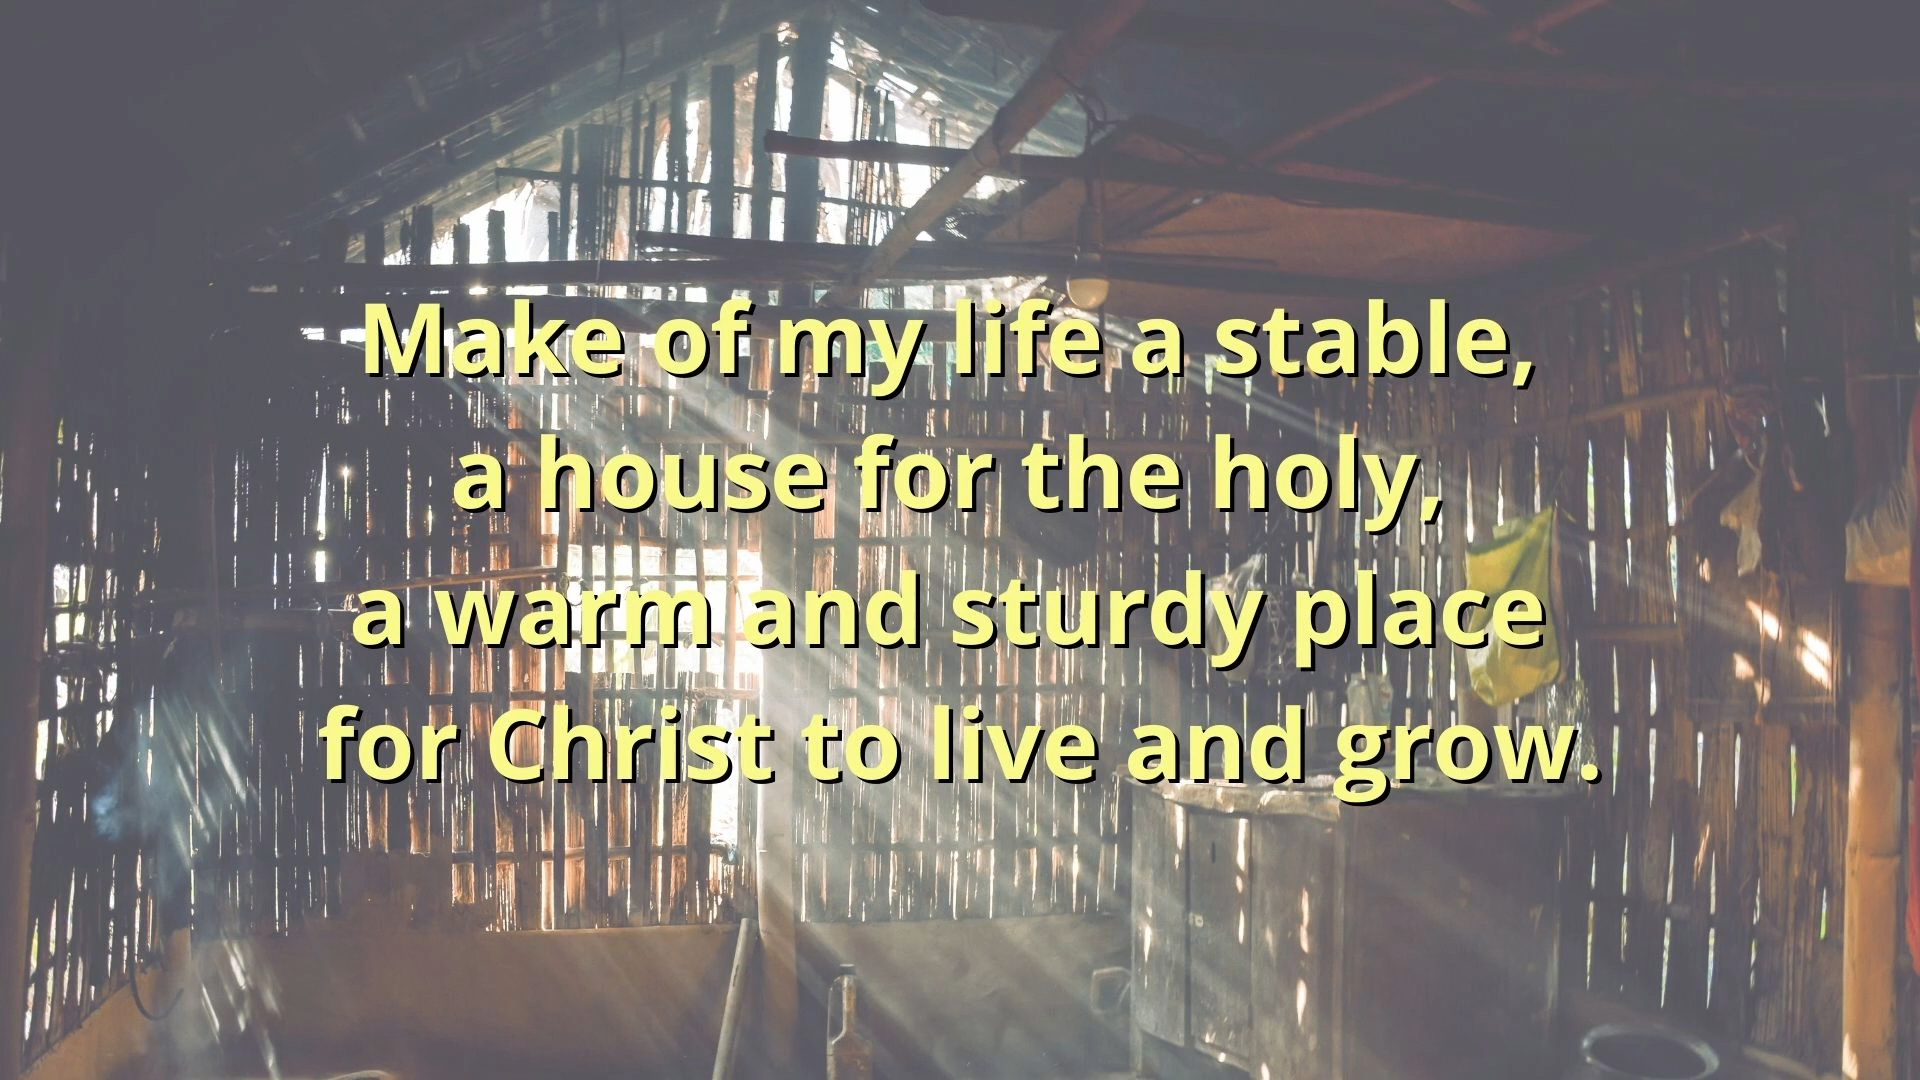 Make of my life a stable,
a house for the holy,
a warm and sturdy place
for Christ to live and grow.